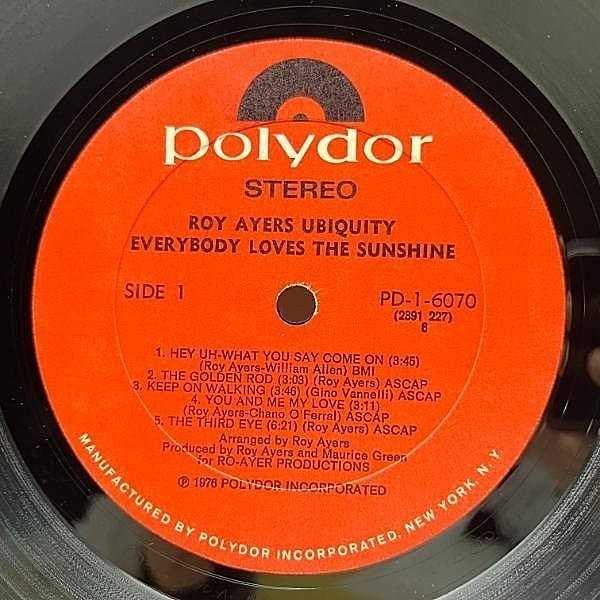 polydor
STEREO
ROY AYERS UBIQUITY
EVERYBODY LOVES THE SUNSHINE
SIDE 1
PD-1-6070
(2891 227)
6
1. HEY UH-WHAT YOU SAY COME ON (3:45)
(Roy Ayers-William Allen) BMI
2. THE GOLDEN ROD (3:03) (Roy Ayers) ASCAP
3. KEEP ON WALKING (3:46) (Gino Vannelli) ASCAP
4. YOU AND ME MY LOVE (3:11)
(Roy Ayers-Chano O'Ferral) ASCAP
5. THE THIRD EYE (6:21) (Roy Ayers) ASCAP
Arranged by Roy Ayers
Produced by Roy Ayers and Maurice Green
for RO-AYER PRODUCTIONS
℗ 1976 POLYDOR INCORPORATED
MANUFACTURED BY POLYDOR INCORPORATED, NEW YORK, N.Y.